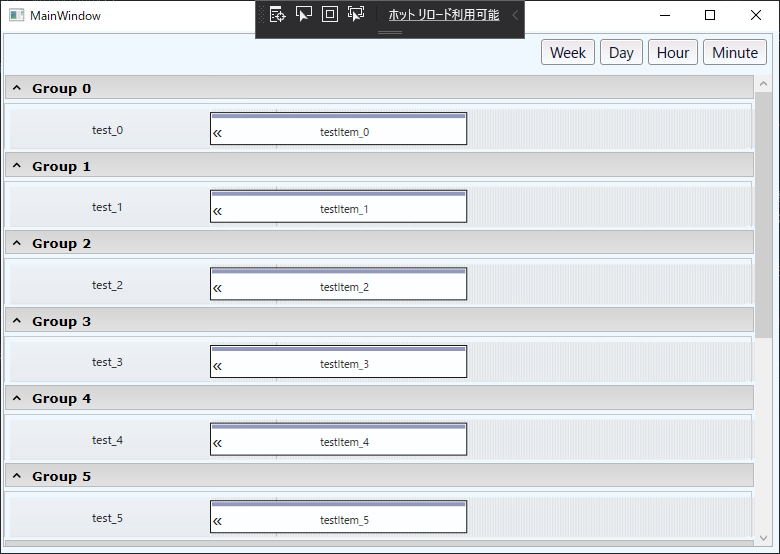 MainWindow
ホット リロード利用可能
Week Day Hour Minute
Group 0
test_0 « testItem_0
Group 1
test_1 « testItem_1
Group 2
test_2 « testItem_2
Group 3
test_3 « testItem_3
Group 4
test_4 « testItem_4
Group 5
test_5 « testItem_5